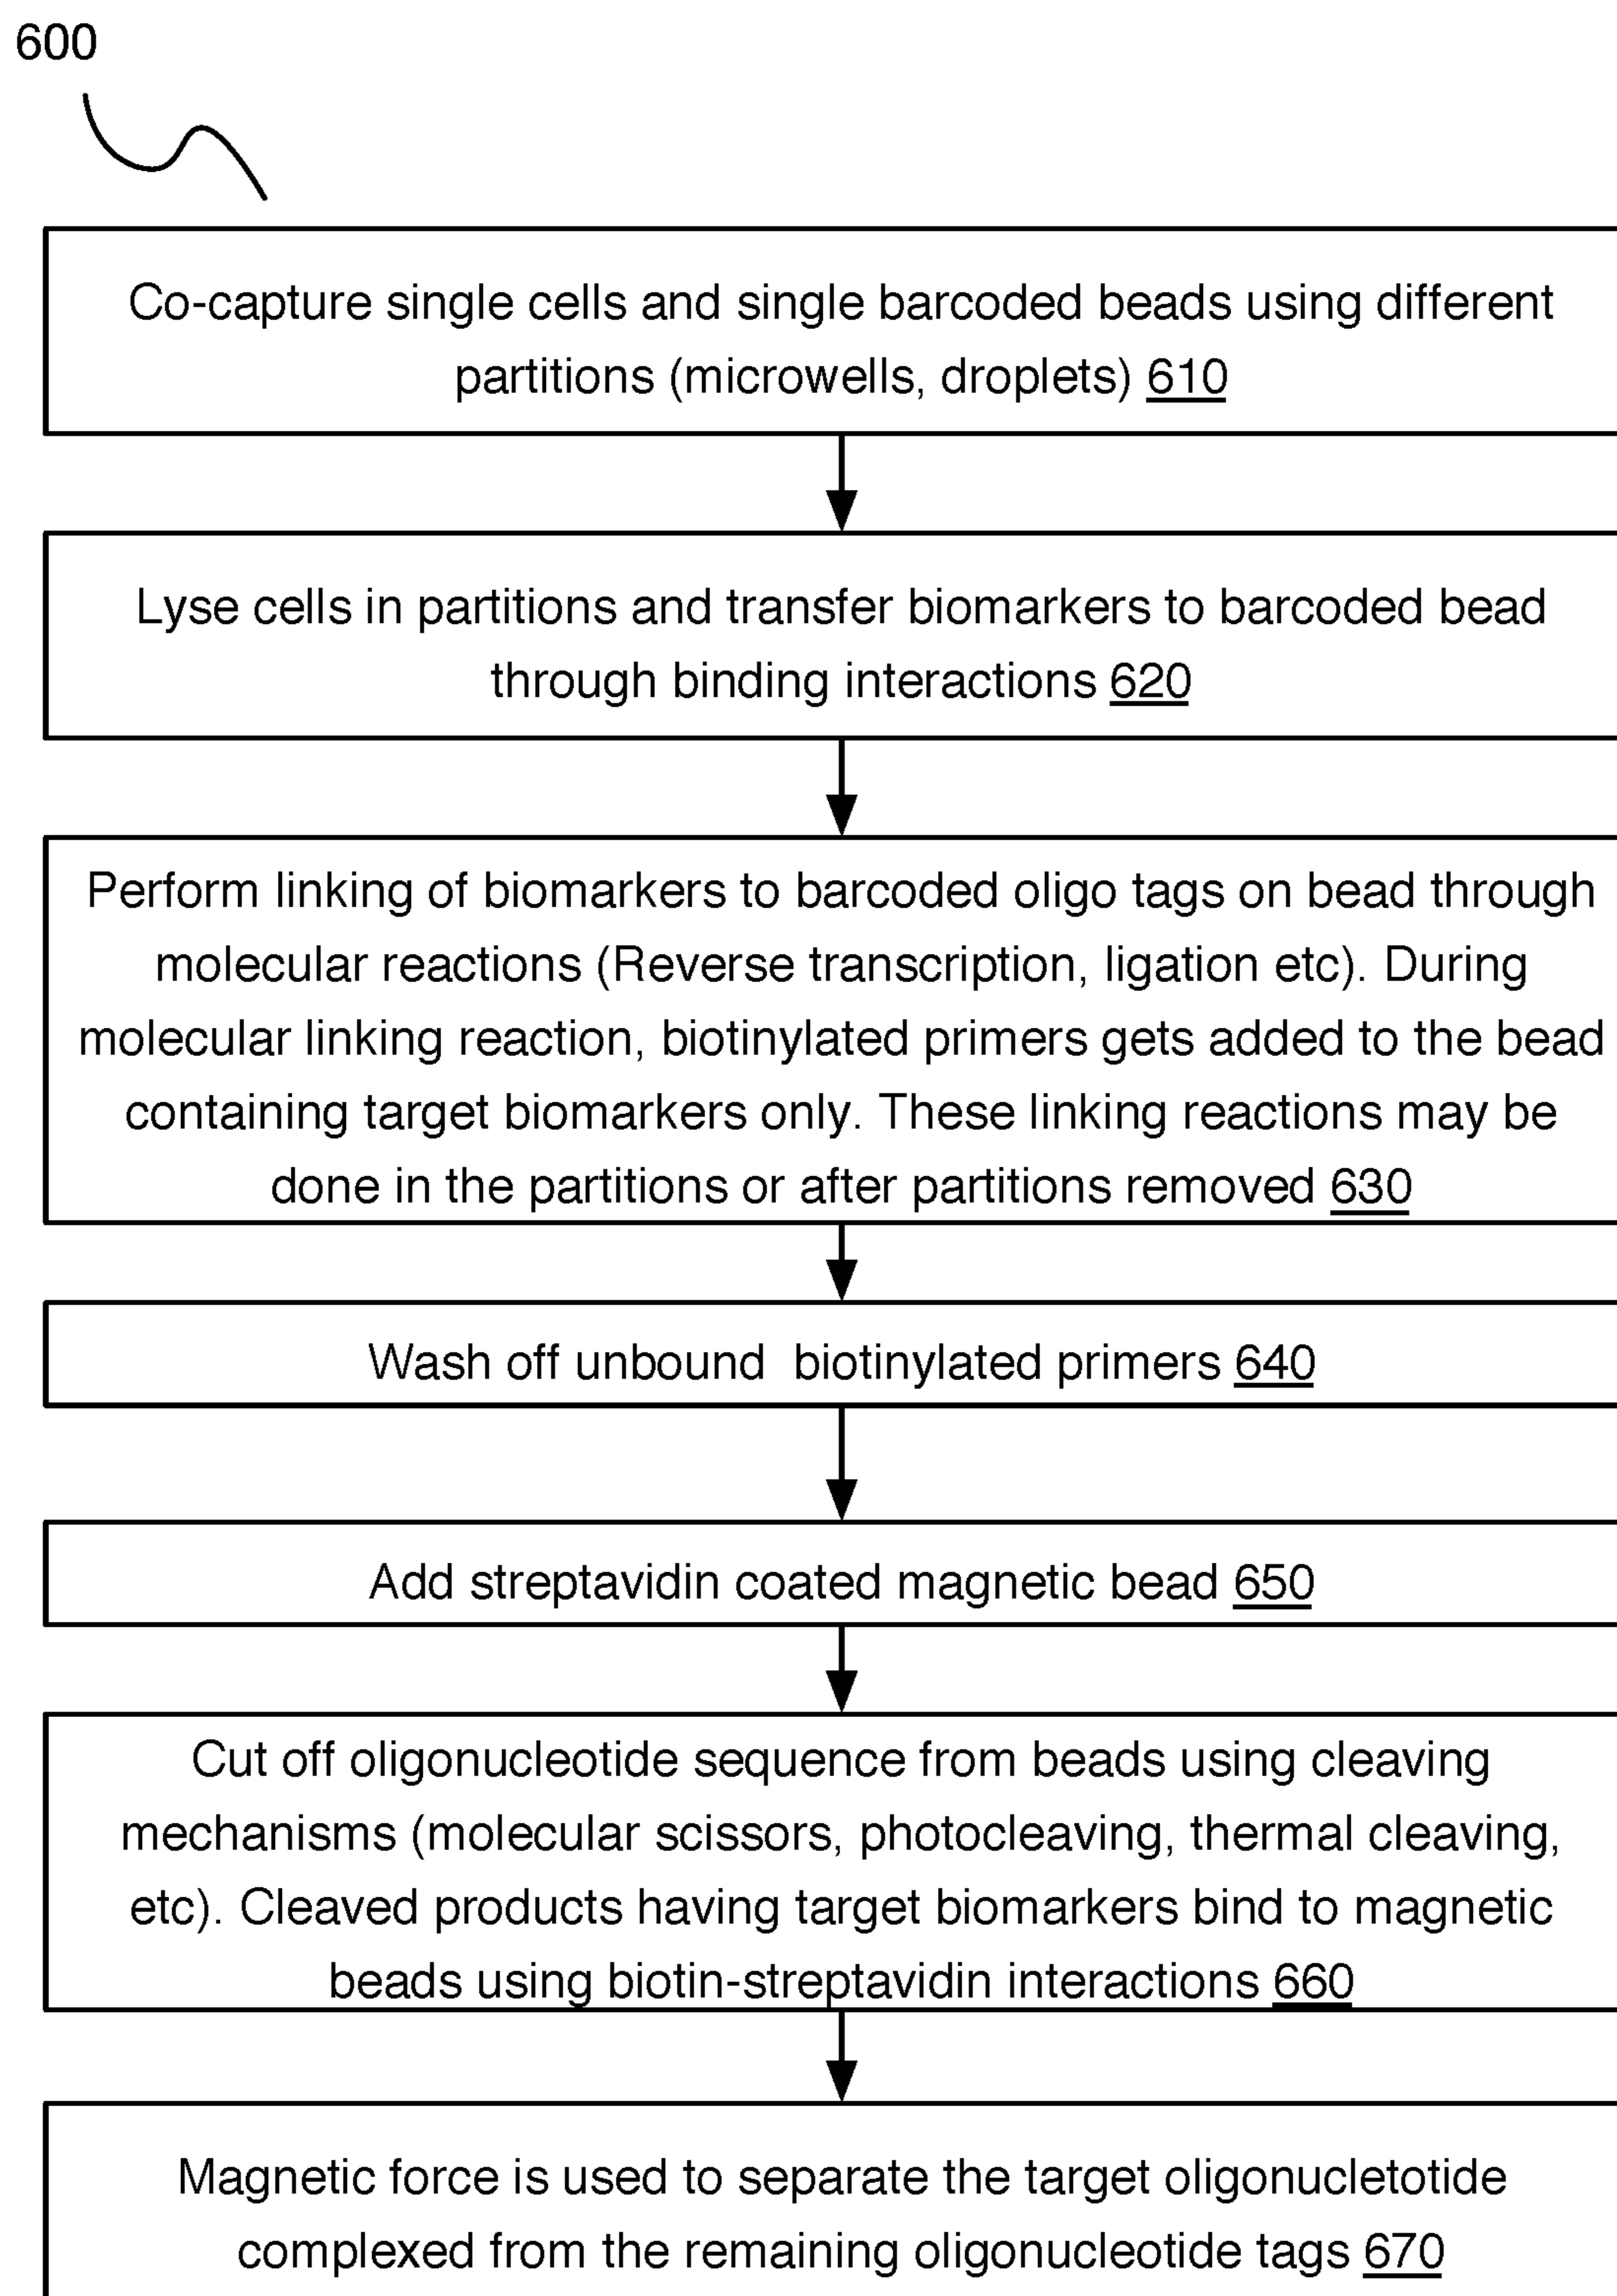 600
Co-capture single cells and single barcoded beads using different
partitions (microwells, droplets) 610
Lyse cells in partitions and transfer biomarkers to barcoded bead
through binding interactions 620
Perform linking of biomarkers to barcoded oligo tags on bead through
molecular reactions (Reverse transcription, ligation etc). During
molecular linking reaction, biotinylated primers gets added to the bead
containing target biomarkers only. These linking reactions may be
done in the partitions or after partitions removed 630
Wash off unbound  biotinylated primers 640
Add streptavidin coated magnetic bead 650
Cut off oligonucleotide sequence from beads using cleaving
mechanisms (molecular scissors, photocleaving, thermal cleaving,
etc). Cleaved products having target biomarkers bind to magnetic
beads using biotin-streptavidin interactions 660
Magnetic force is used to separate the target oligonucletotide
complexed from the remaining oligonucleotide tags 670